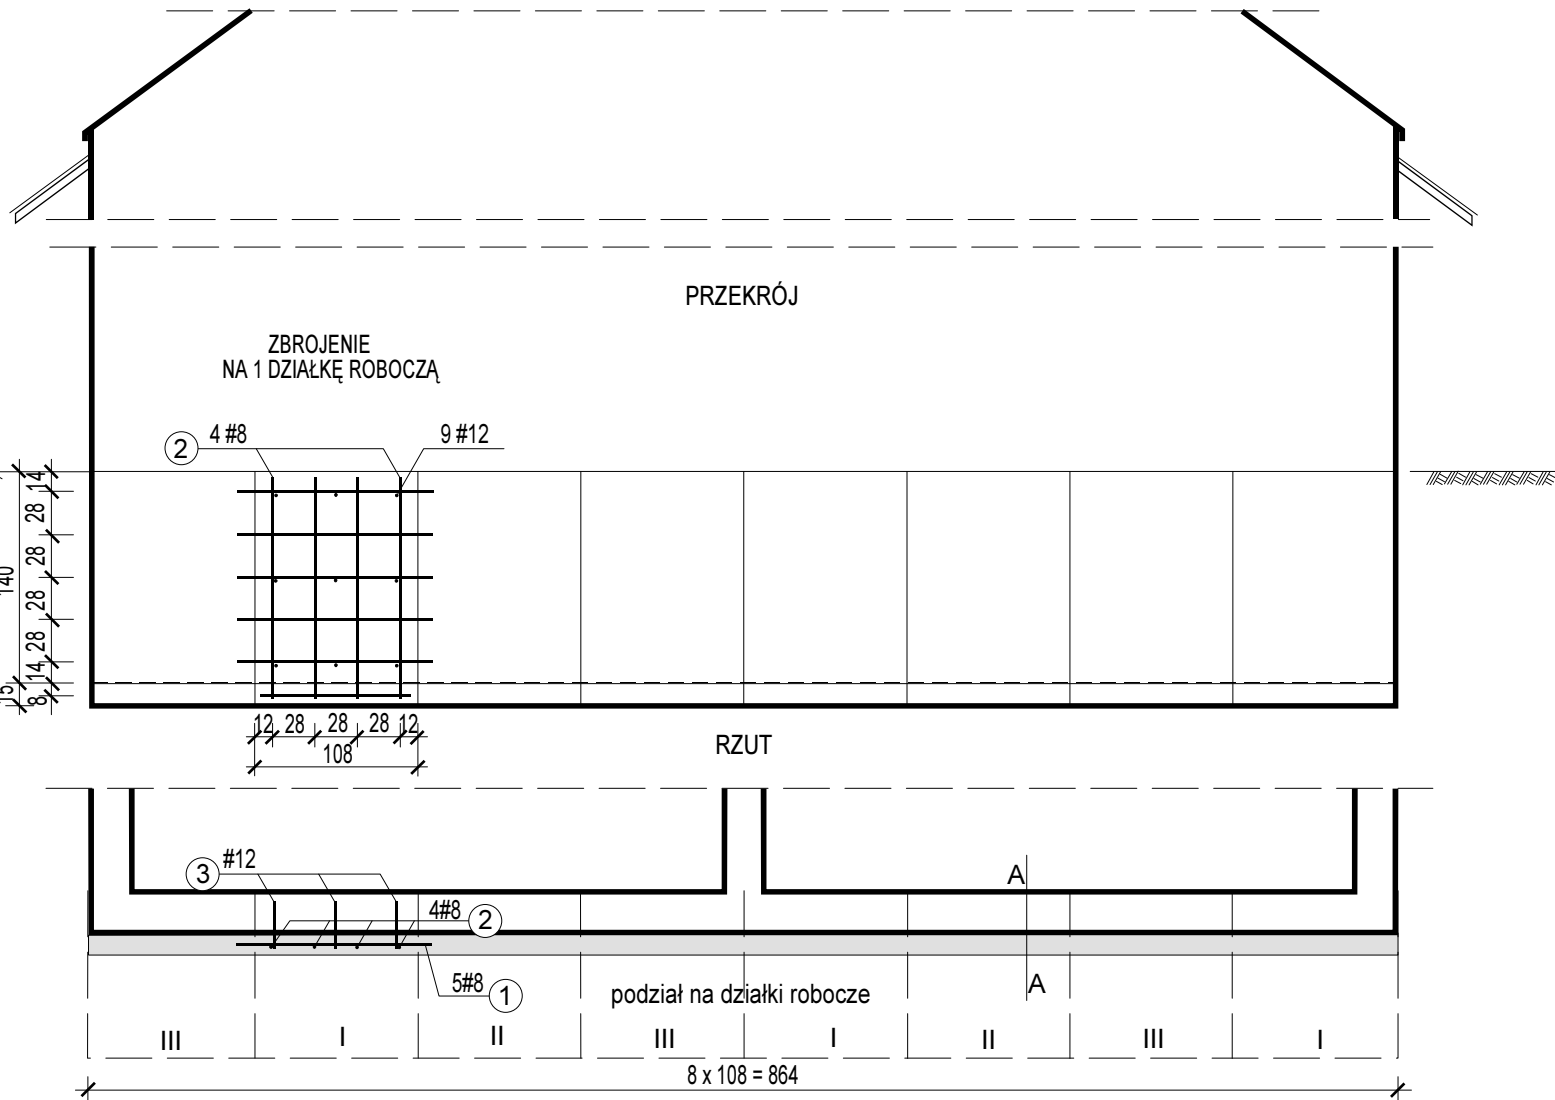 PRZEKRÓJ
ZBROJENIE
NA 1 DZIAŁKĘ ROBOCZĄ
2 4 #8
9 #12
14
28
28
28
28
14
8
140
15
12 28 28 28 12
108
RZUT
3 #12
4#8 2
5#8 1
A
A
podział na działki robocze
III I II III I II III I
8 x 108 = 864